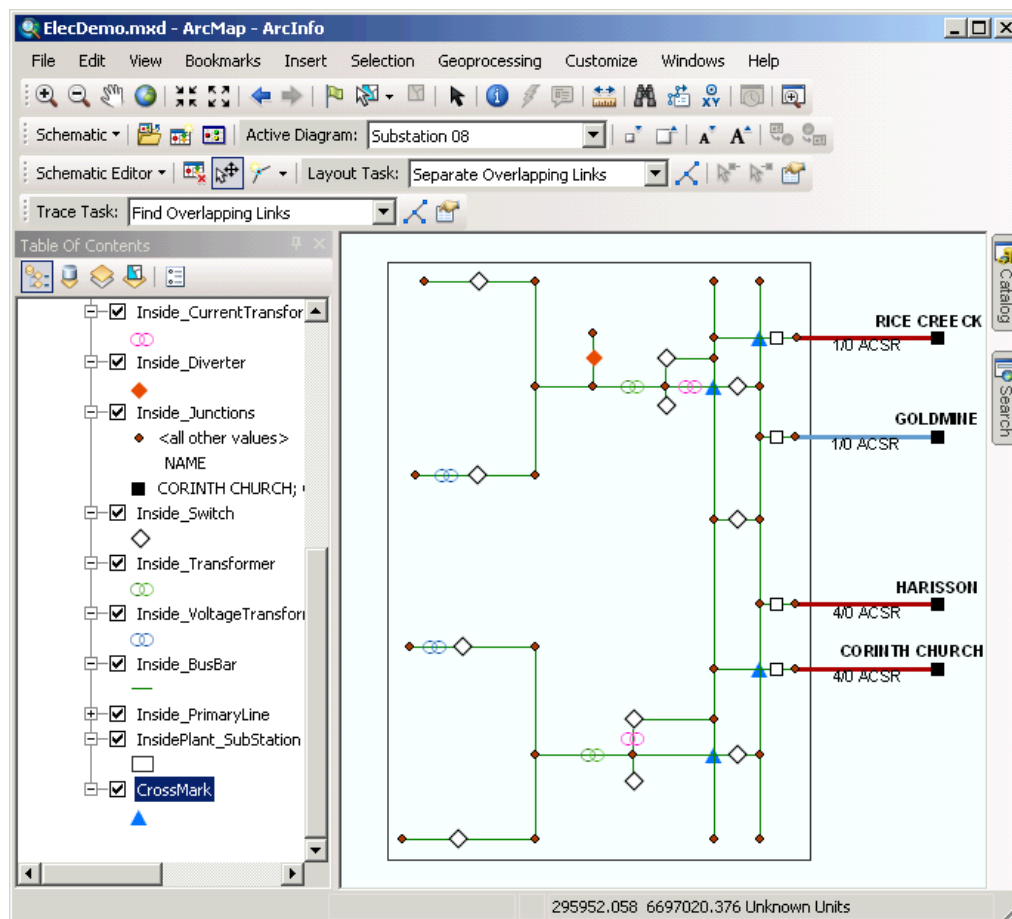 ElecDemo.mxd - ArcMap - ArcInfo
File Edit View Bookmarks Insert Selection Geoprocessing Customize Windows Help
Schematic Active Diagram: Substation 08
Schematic Editor Layout Task: Separate Overlapping Links
Trace Task: Find Overlapping Links
Table Of Contents
Inside_CurrentTransfor
Inside_Diverter
Inside_Junctions
<all other values>
NAME
CORINTH CHURCH;
Inside_Switch
Inside_Transformer
Inside_VoltageTransfor
Inside_BusBar
Inside_PrimaryLine
InsidePlant_SubStation
CrossMark
RICE CREECK
1/0 ACSR
GOLDMINE
1/0 ACSR
HARISSON
4/0 ACSR
CORINTH CHURCH
4/0 ACSR
Catalog
Search
295952.058 6697020.376 Unknown Units